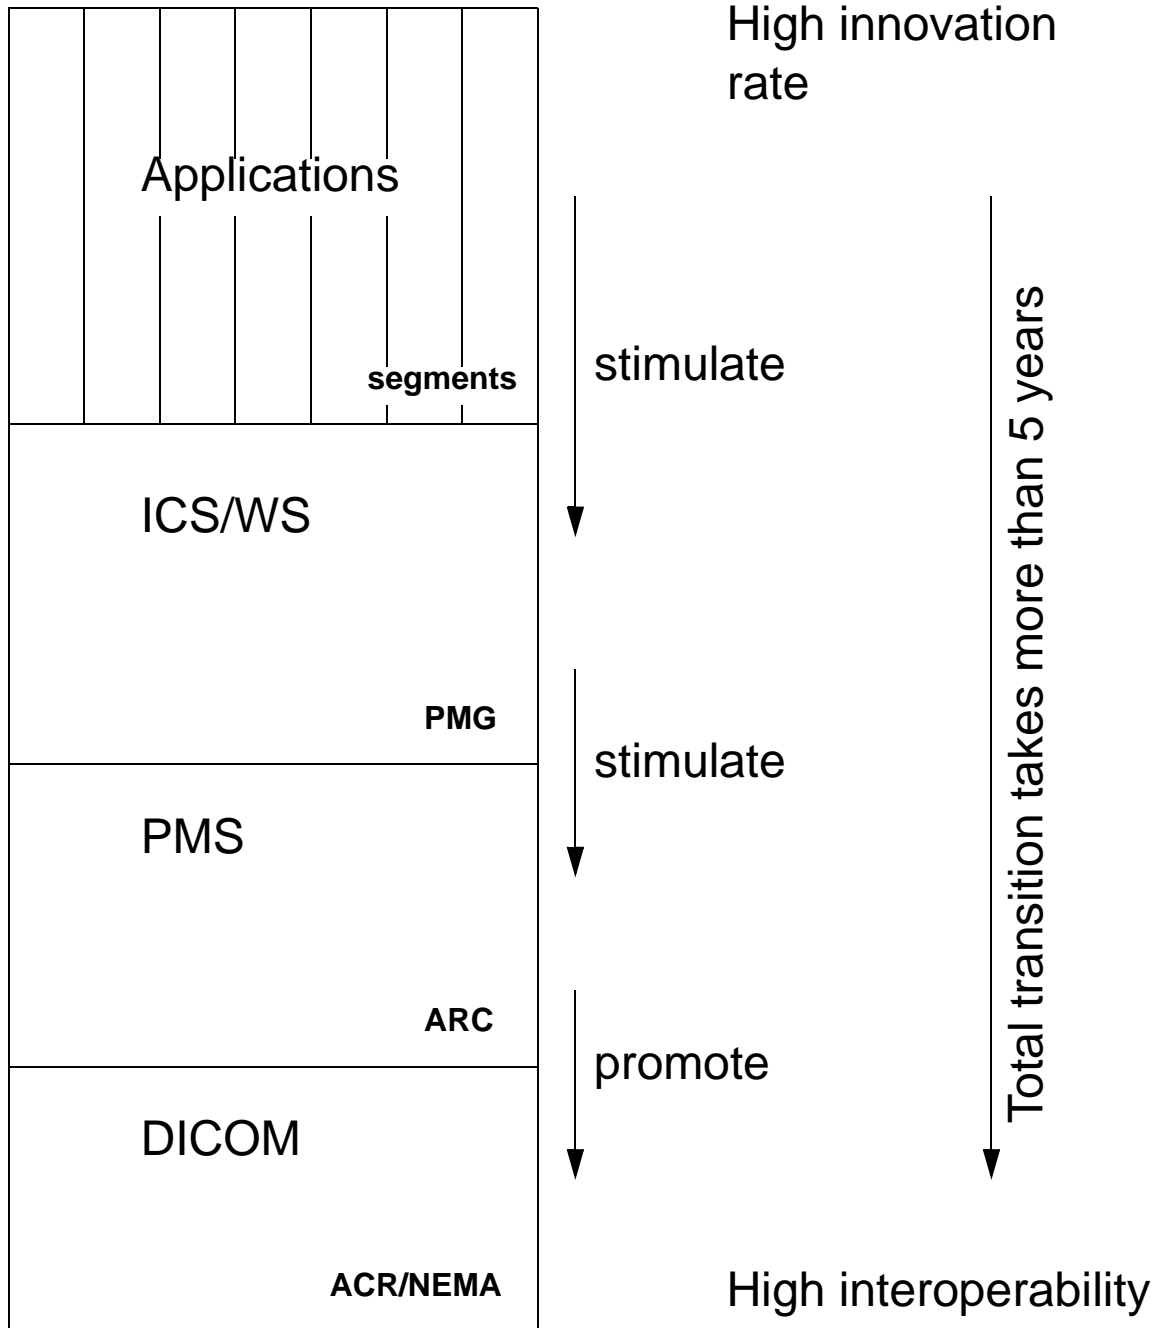 High innovation
rate
Applications
segments
stimulate
ICS/WS
PMG
stimulate
PMS
ARC
promote
DICOM
ACR/NEMA
High interoperability
Total transition takes more than 5 years